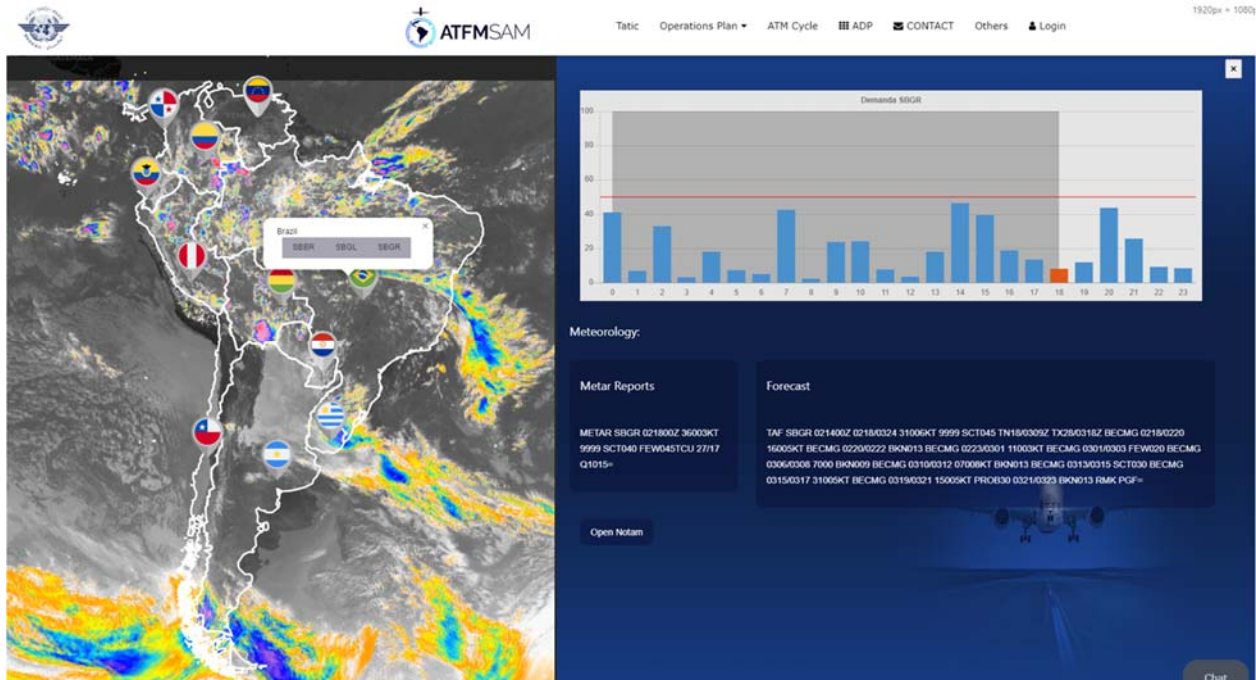 1920px × 1080p
ATFMSAM
Tatic Operations Plan ATM Cycle ADP CONTACT Others Login
Demanda SBGR
100
80
60
40
20
0
0 1 2 3 4 5 6 7 8 9 10 11 12 13 14 15 16 17 18 19 20 21 22 23
Brazil
SBBR SBGL SBGR
Meteorology:
Metar Reports
METAR SBGR 021800Z 36003KT
9999 SCT040 FEW045TCU 27/17
Q1015=
Forecast
TAF SBGR 021400Z 0218/0324 31006KT 9999 SCT045 TN18/0309Z TX28/0318Z BECMG 0218/0220
16005KT BECMG 0220/0222 BKN013 BECMG 0223/0301 11003KT BECMG 0301/0303 FEW020 BECMG
0306/0308 7000 BKN009 BECMG 0310/0312 07008KT BKN013 BECMG 0313/0315 SCT030 BECMG
0315/0317 31005KT BECMG 0319/0321 15005KT PROB30 0321/0323 BKN013 RMK PGF=
Open Notam
Chat